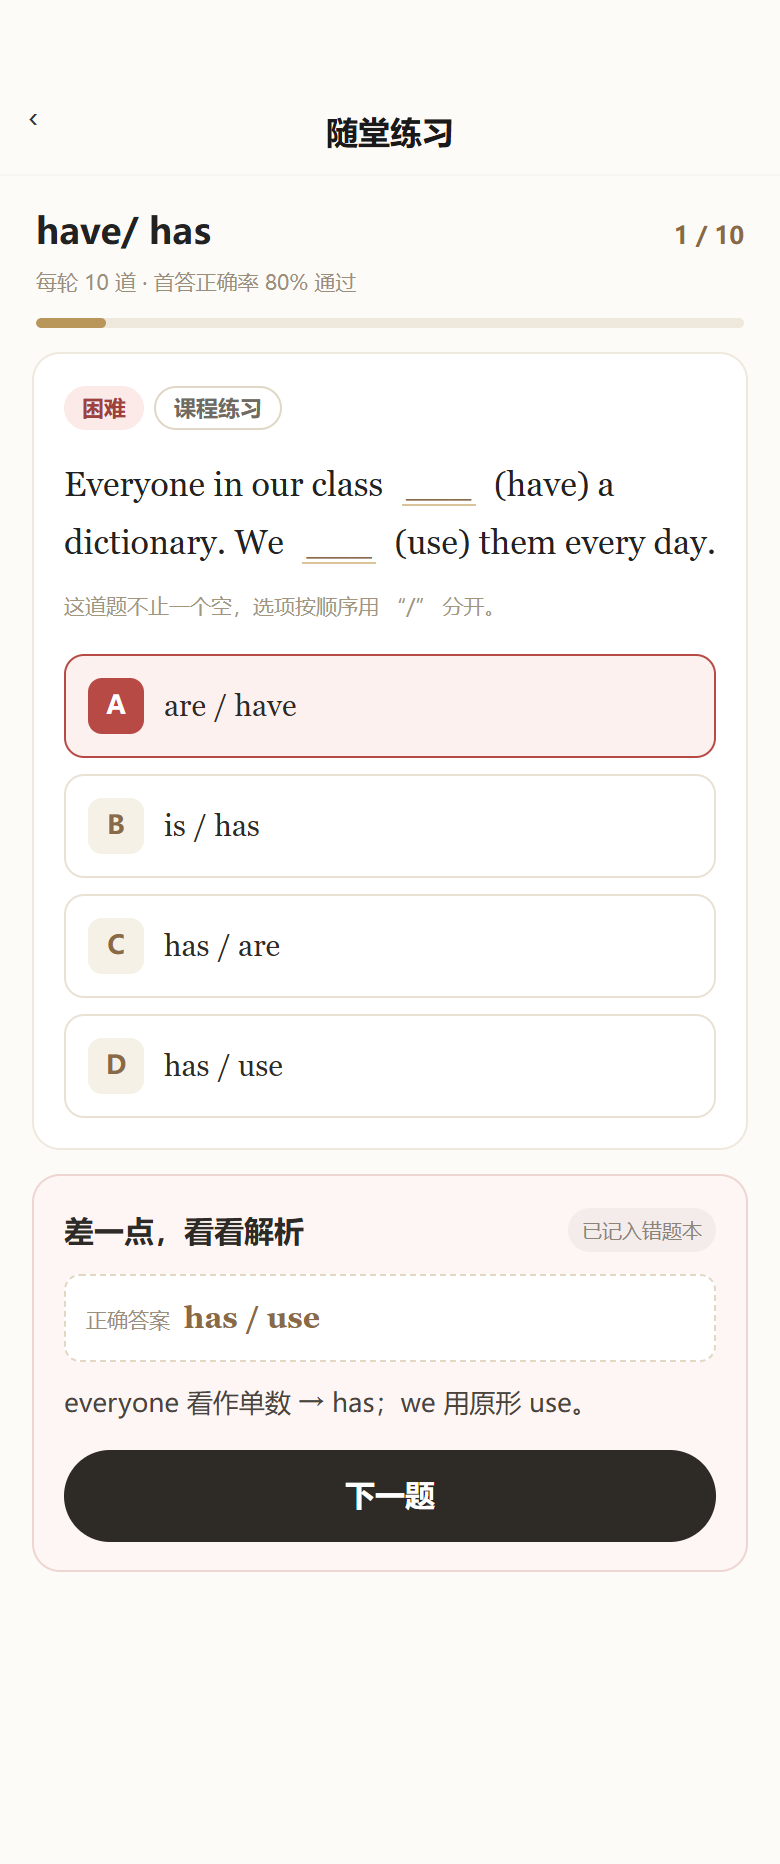 ‹
随堂练习
have/ has
1 / 10
每轮 10 道 · 首答正确率 80% 通过
困难
课程练习
Everyone in our class ____ (have) a
dictionary. We ____ (use) them every day.
这道题不止一个空，选项按顺序用 “/” 分开。
A are / have
B is / has
C has / are
D has / use
差一点，看看解析
已记入错题本
正确答案 has / use
everyone 看作单数 → has；we 用原形 use。
下一题